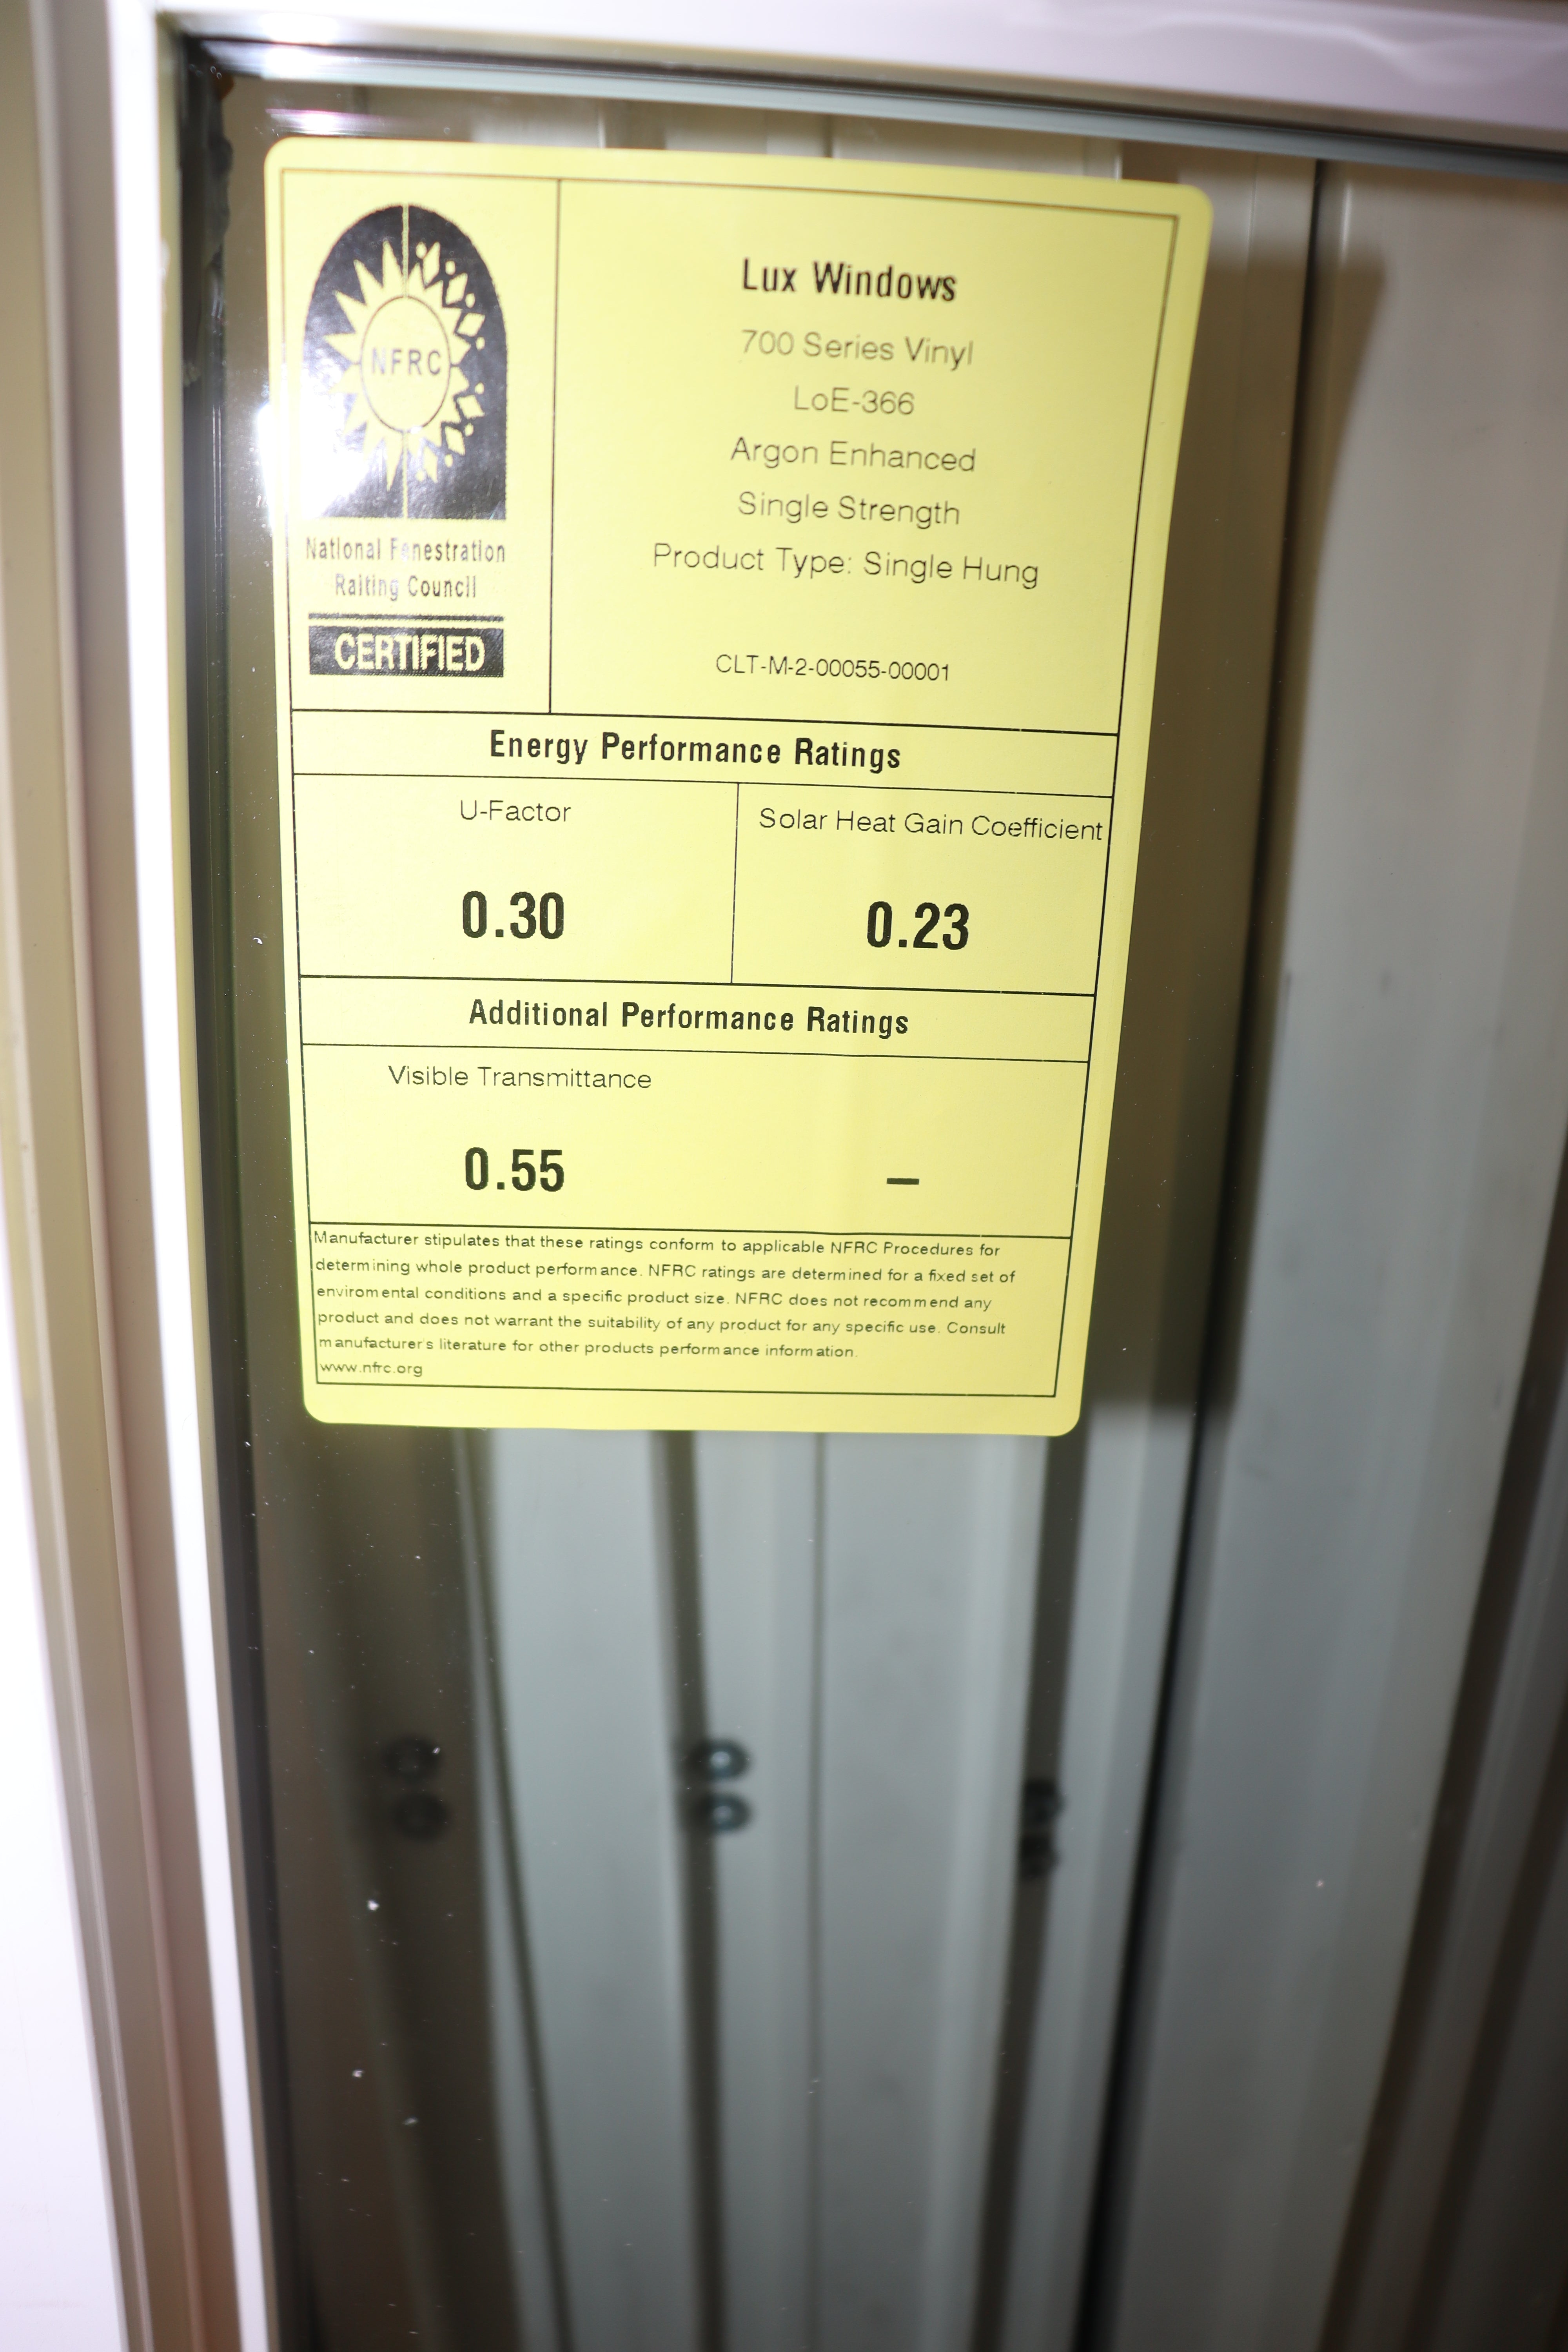 NFRC
National Fenestration
Raiting Council
CERTIFIED
Lux Windows
700 Series Vinyl
LoE-366
Argon Enhanced
Single Strength
Product Type: Single Hung
CLT-M-2-00055-00001
Energy Performance Ratings
U-Factor
0.30
Solar Heat Gain Coefficient
0.23
Additional Performance Ratings
Visible Transmittance
0.55
–
Manufacturer stipulates that these ratings conform to applicable NFRC Procedures for
determining whole product performance. NFRC ratings are determined for a fixed set of
enviromental conditions and a specific product size. NFRC does not recommend any
product and does not warrant the suitability of any product for any specific use. Consult
manufacturer's literature for other products performance information.
www.nfrc.org